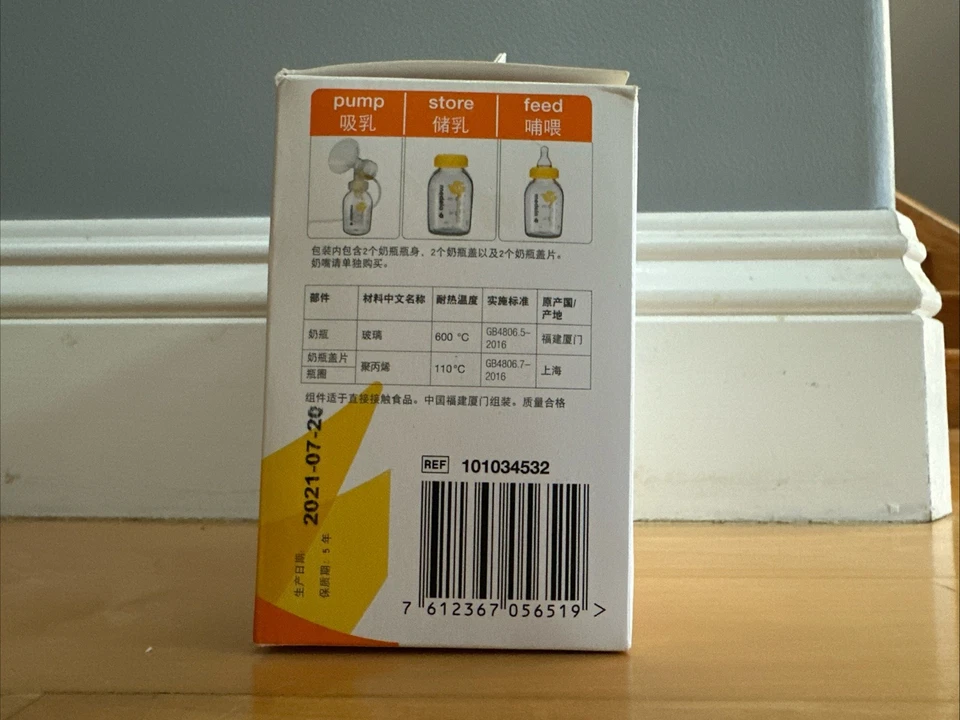 pump store feed
吸乳 储乳 哺喂
medela
medela
包装内包含2个奶瓶瓶身、2个奶瓶盖以及2个奶瓶盖片。
奶嘴请单独购买。
部件 材料中文名称 耐热温度 实施标准 原产国/
产地
奶瓶 玻璃 600 °C GB4806.5-
2016 福建厦门
奶瓶盖片
瓶圈 聚丙烯 110°C GB4806.7-
2016 上海
组件适于直接接触食品。中国福建厦门组装。质量合格
生产日期: 2021-07-20
保质期: 5 年
REF 101034532
7 612367 056519 >